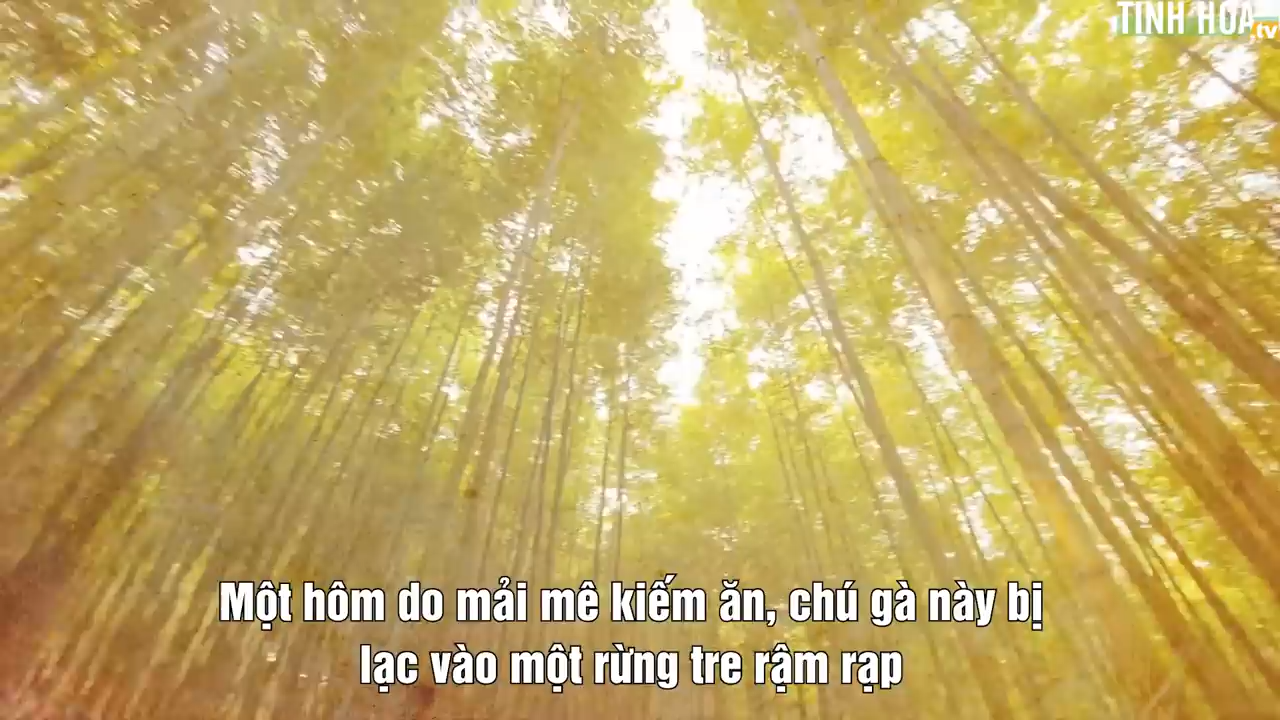 TINH HOA
tv
Một hôm do mải mê kiếm ăn, chú gà này bị
lạc vào một rừng tre rậm rạp